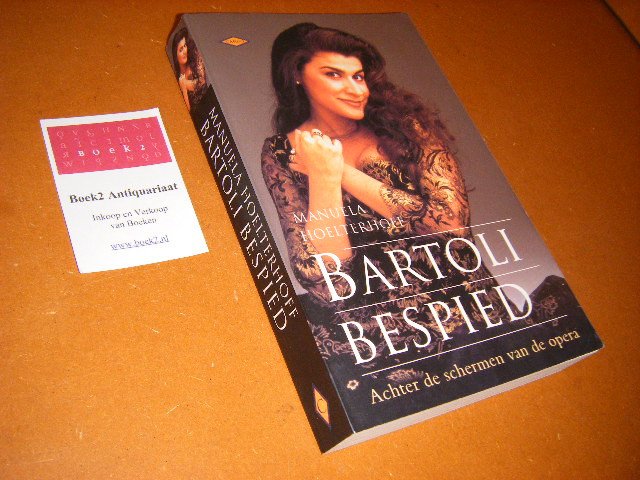 BOEK2
Boek2 Antiquariaat
Inkoop en Verkoop
van Boeken
www.boek2.nl
MANUELA HOELTERHOFF
BARTOLI BESPIED
MANUELA
HOELTERHOFF
BARTOLI
BESPIED
Achter de schermen van de opera